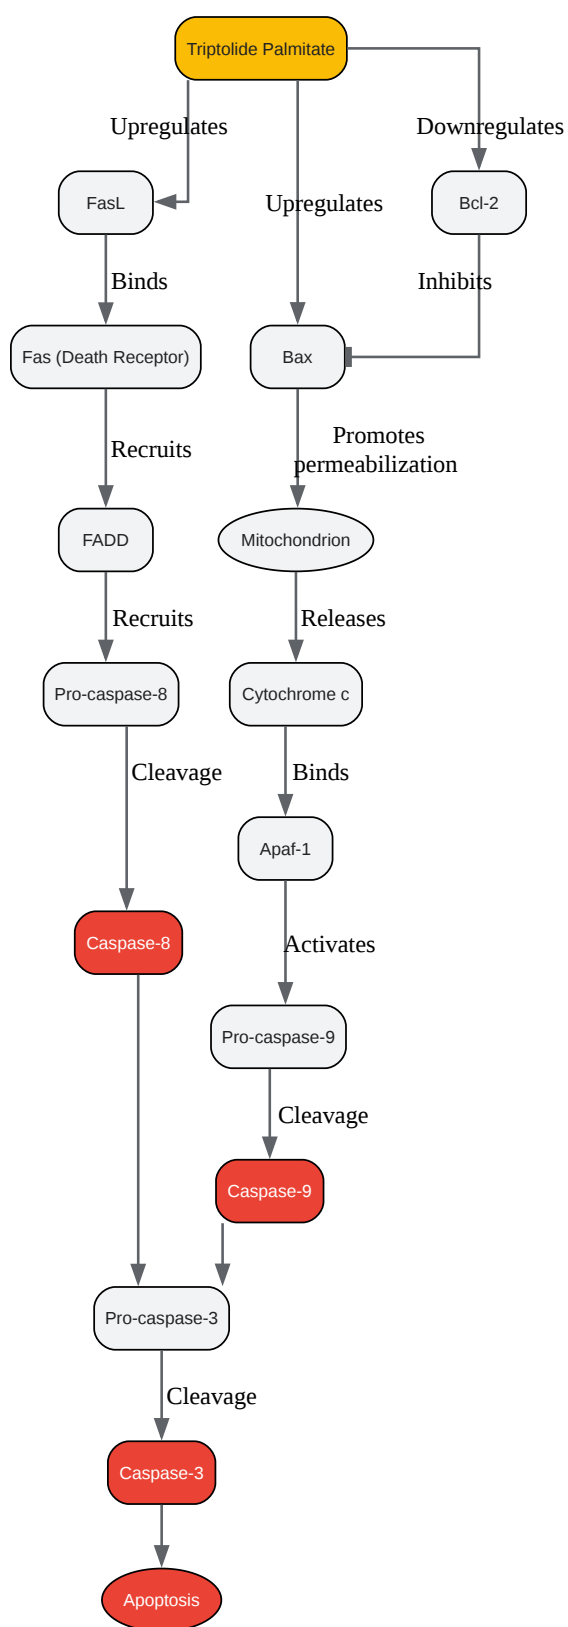 Triptolide Palmitate
Upregulates
Downregulates
FasL
Upregulates
Bcl-2
Binds
Inhibits
Fas (Death Receptor)
Bax
Recruits
Promotes
permeabilization
FADD
Mitochondrion
Recruits
Releases
Pro-caspase-8
Cytochrome c
Cleavage
Binds
Apaf-1
Caspase-8
Activates
Pro-caspase-9
Cleavage
Caspase-9
Pro-caspase-3
Cleavage
Caspase-3
Apoptosis